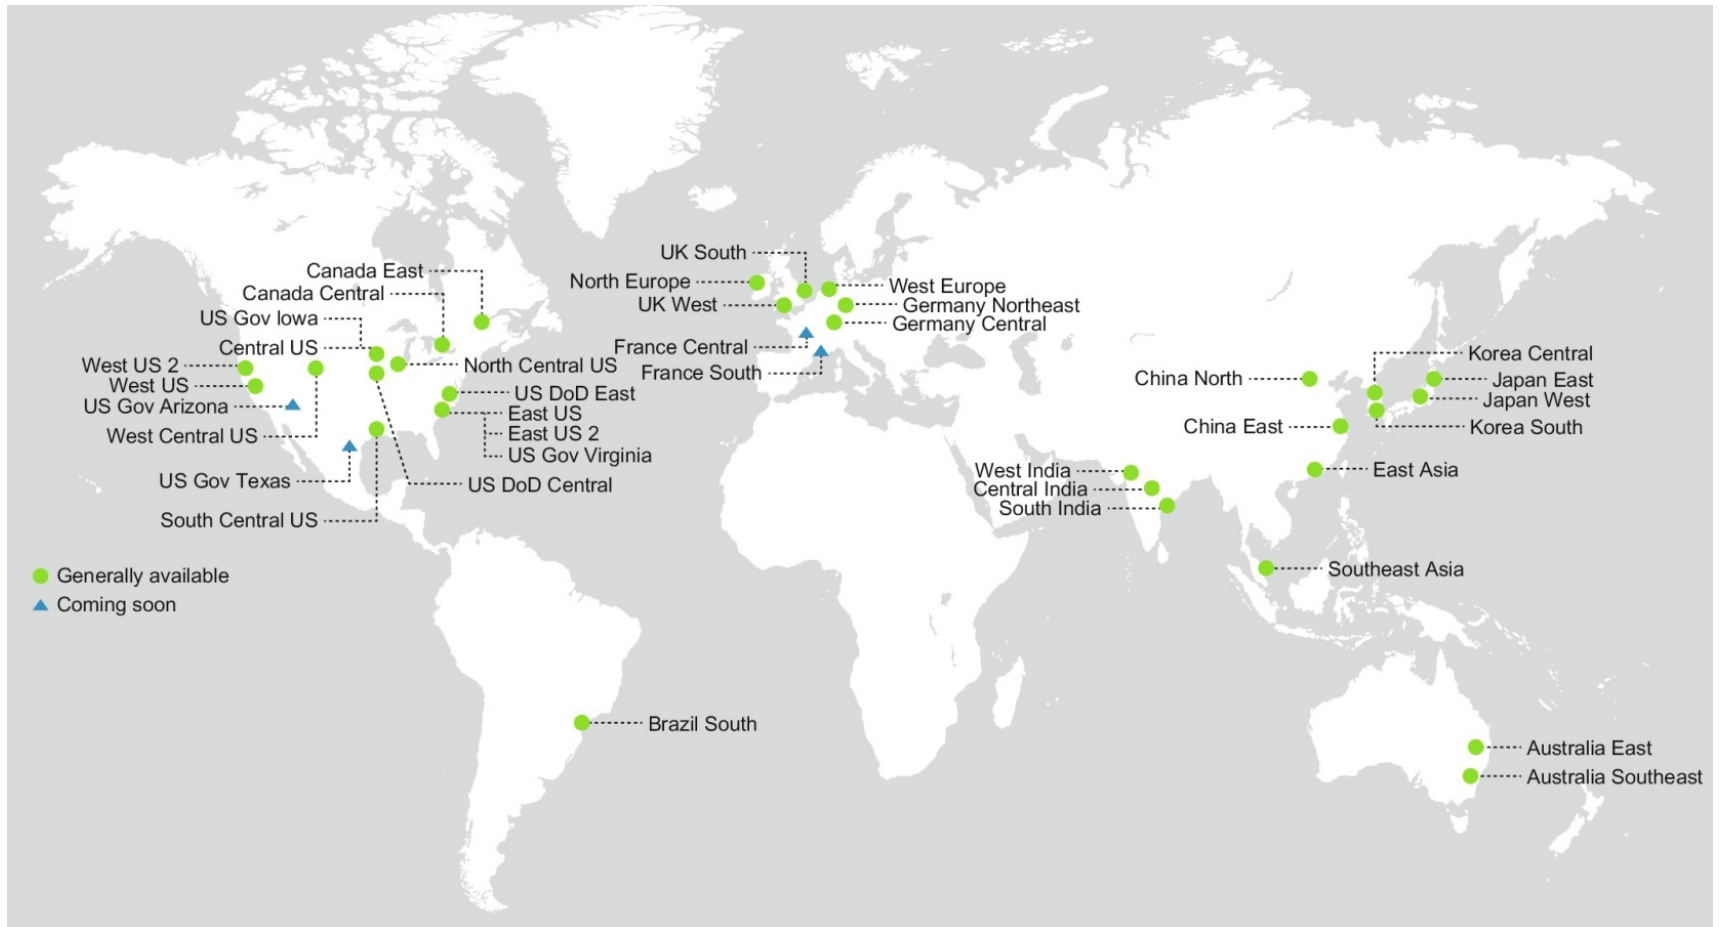 UK South
Canada East
North Europe
West Europe
Canada Central
UK West
Germany Northeast
US Gov Iowa
Germany Central
Central US
France Central
Korea Central
West US 2
North Central US
France South
China North
Japan East
West US
US DoD East
Japan West
US Gov Arizona
East US
China East
Korea South
West Central US
East US 2
US Gov Virginia
West India
East Asia
US Gov Texas
US DoD Central
Central India
South India
South Central US
Southeast Asia
Generally available
Coming soon
Brazil South
Australia East
Australia Southeast